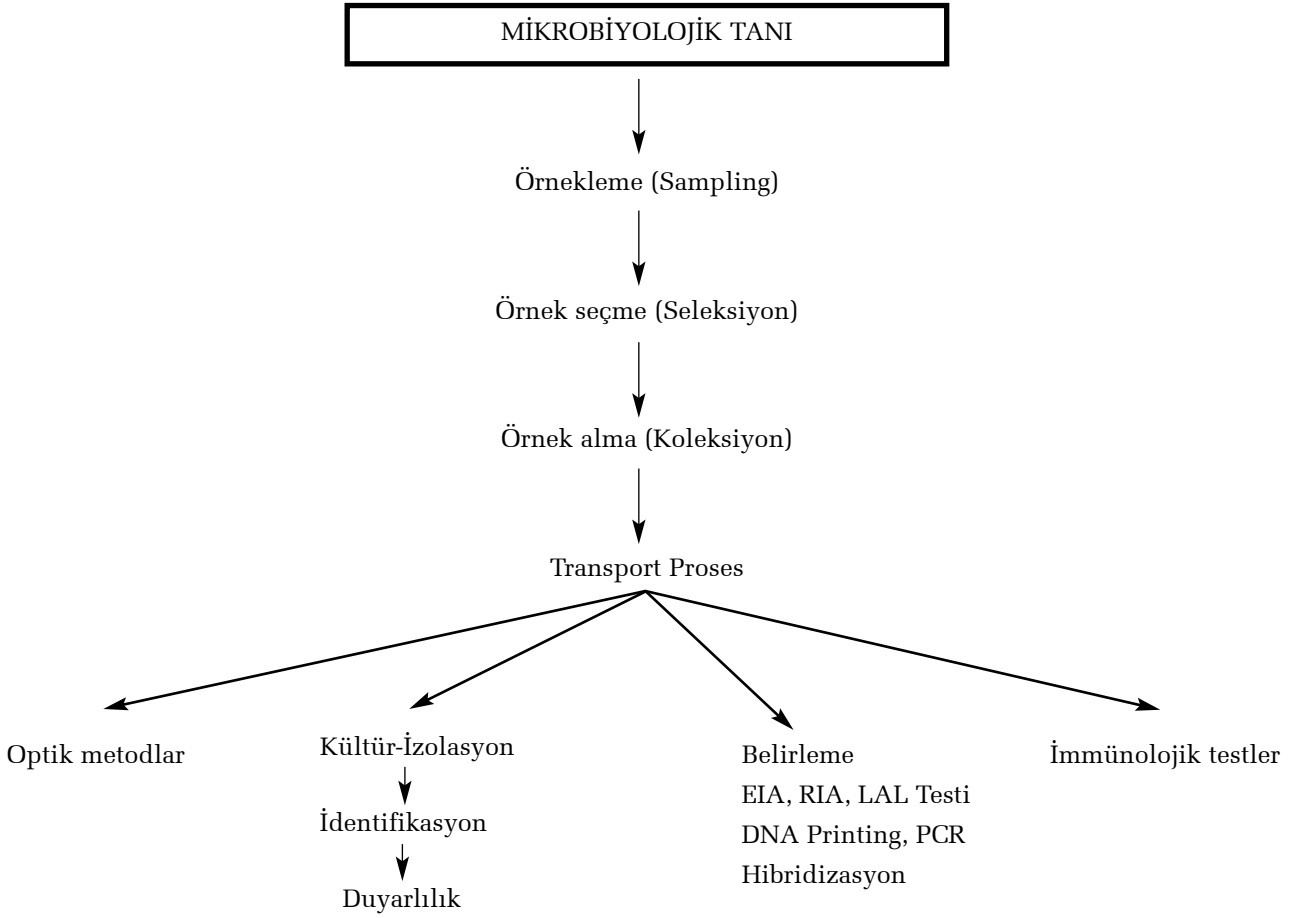 MİKROBİYOLOJİK TANI
Örnekleme (Sampling)
Örnek seçme (Seleksiyon)
Örnek alma (Koleksiyon)
Transport Proses
Optik metodlar
Kültür-İzolasyon
İdentifikasyon
Duyarlılık
Belirleme
EIA, RIA, LAL Testi
DNA Printing, PCR
Hibridizasyon
İmmünolojik testler